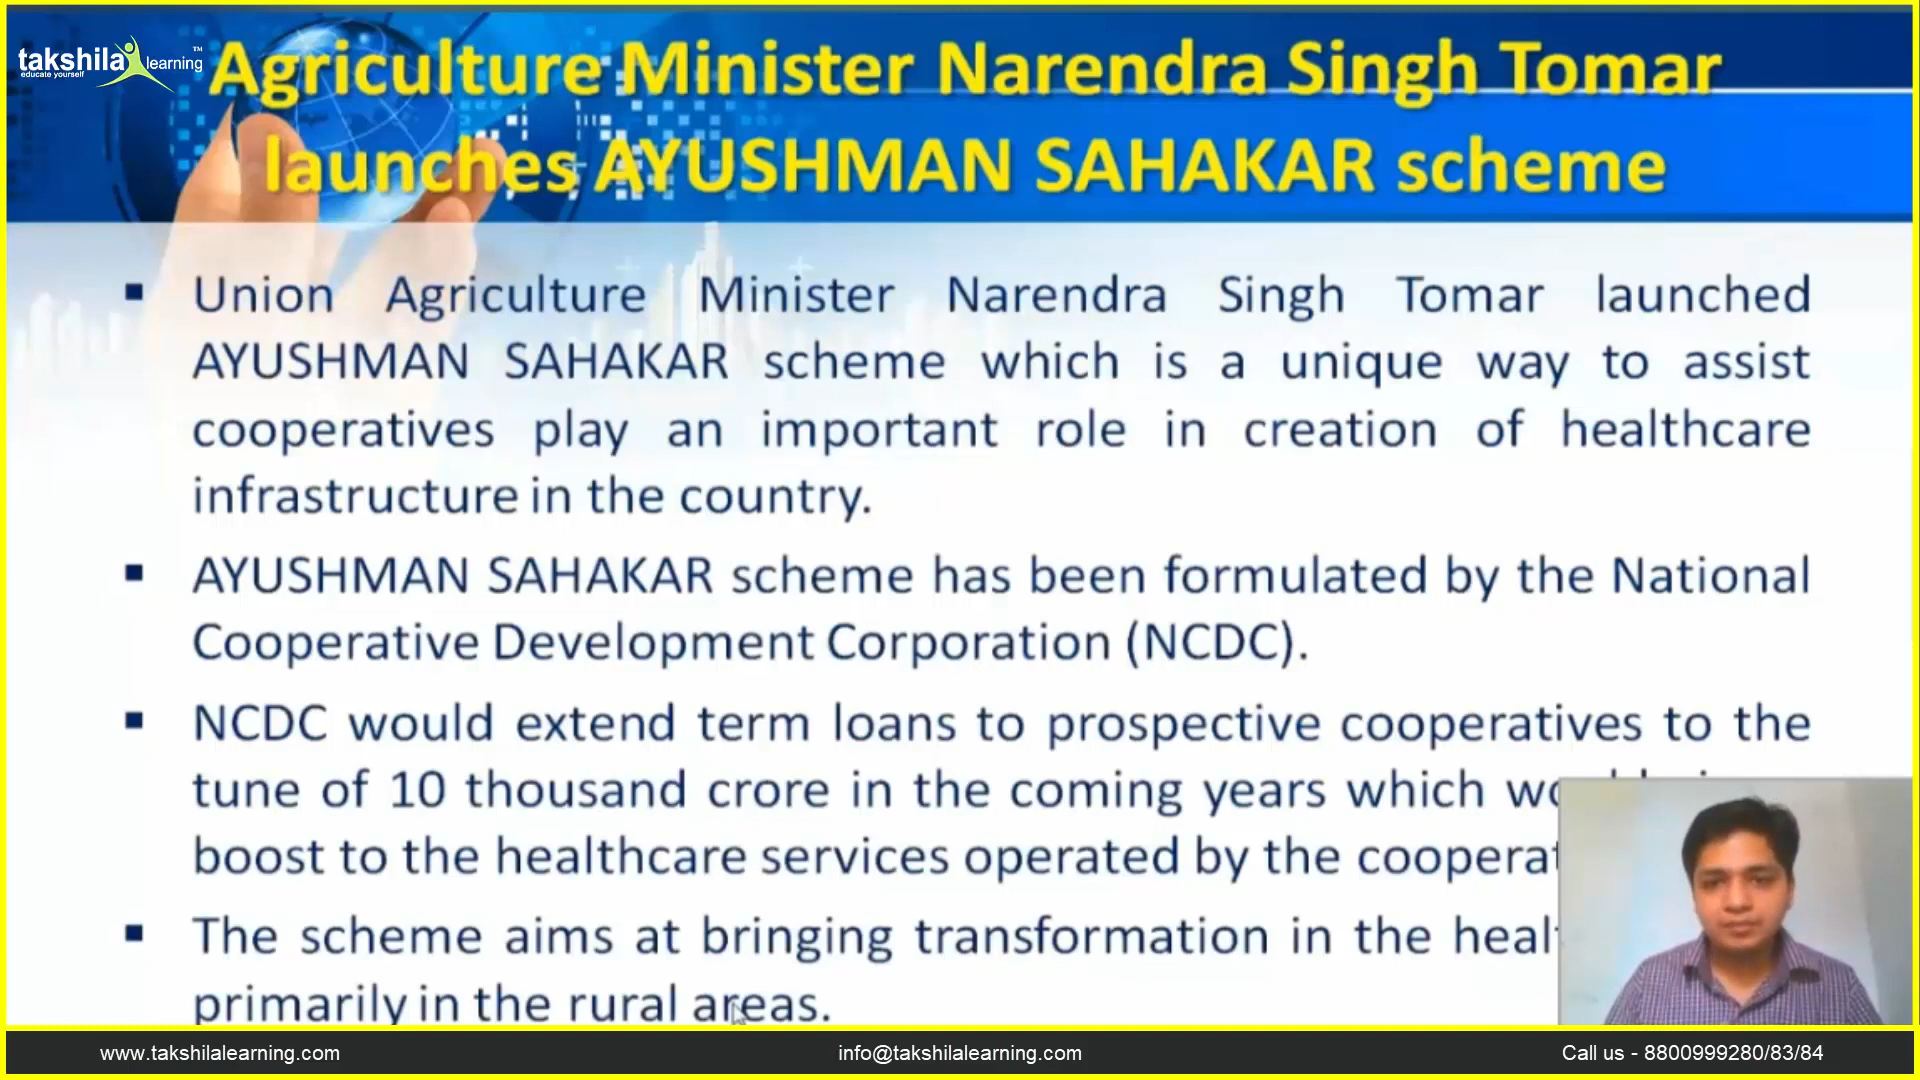 takshila learning™
educate yourself
Agriculture Minister Narendra Singh Tomar
launches AYUSHMAN SAHAKAR scheme
▪ Union Agriculture Minister Narendra Singh Tomar launched
AYUSHMAN SAHAKAR scheme which is a unique way to assist
cooperatives play an important role in creation of healthcare
infrastructure in the country.
▪ AYUSHMAN SAHAKAR scheme has been formulated by the National
Cooperative Development Corporation (NCDC).
▪ NCDC would extend term loans to prospective cooperatives to the
tune of 10 thousand crore in the coming years which
boost to the healthcare services operated by the
▪ The scheme aims at bringing transformation in the
primarily in the rural areas.
www.takshilalearning.com
info@takshilalearning.com
Call us - 8800999280/83/84